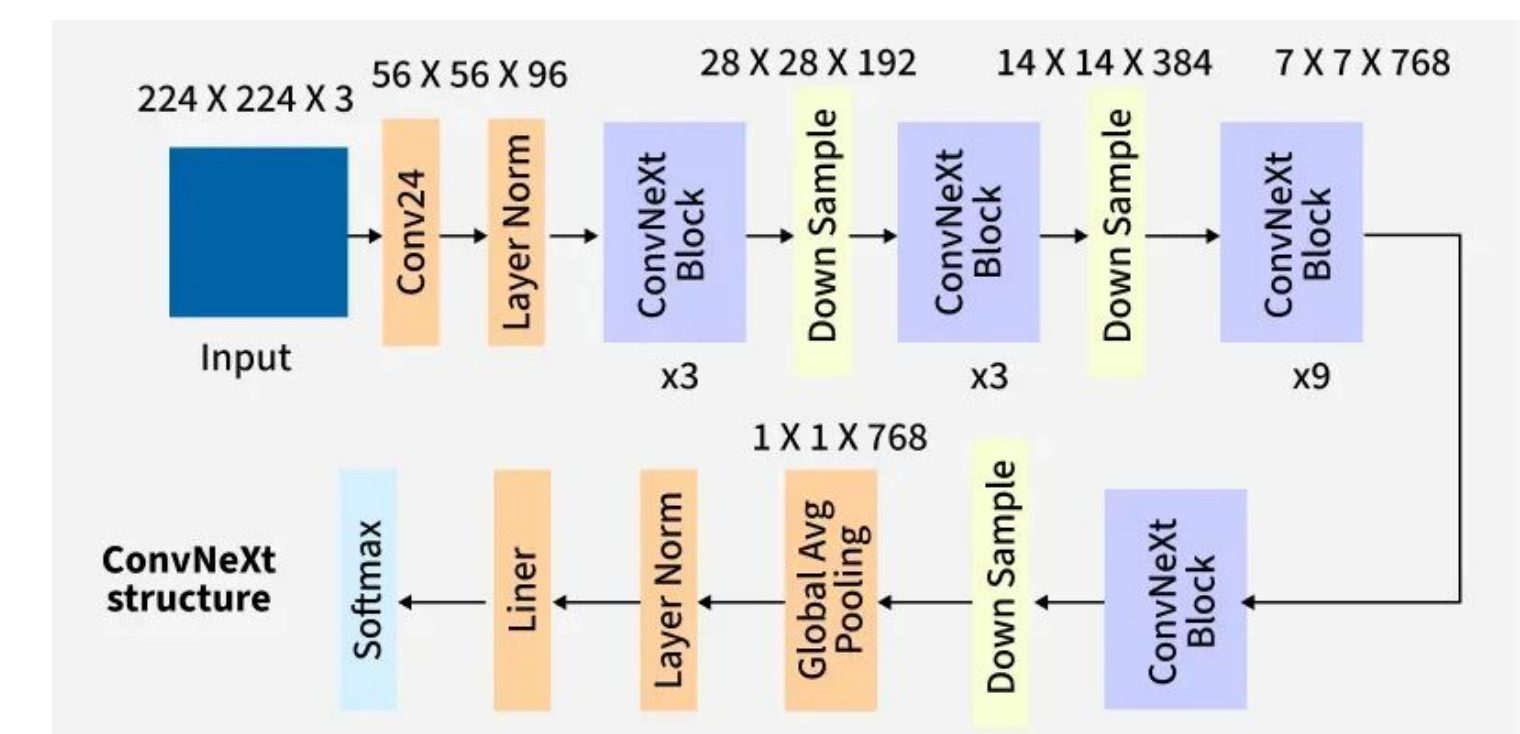 224 X 224 X 3
56 X 56 X 96
28 X 28 X 192
14 X 14 X 384
7 X 7 X 768
Input
Conv24
Layer Norm
ConvNeXt
Block
x3
Down Sample
ConvNeXt
Block
x3
Down Sample
ConvNeXt
Block
x9
ConvNeXt
Block
Down Sample
1 X 1 X 768
Global Avg
Pooling
Layer Norm
Liner
Softmax
ConvNeXt
structure